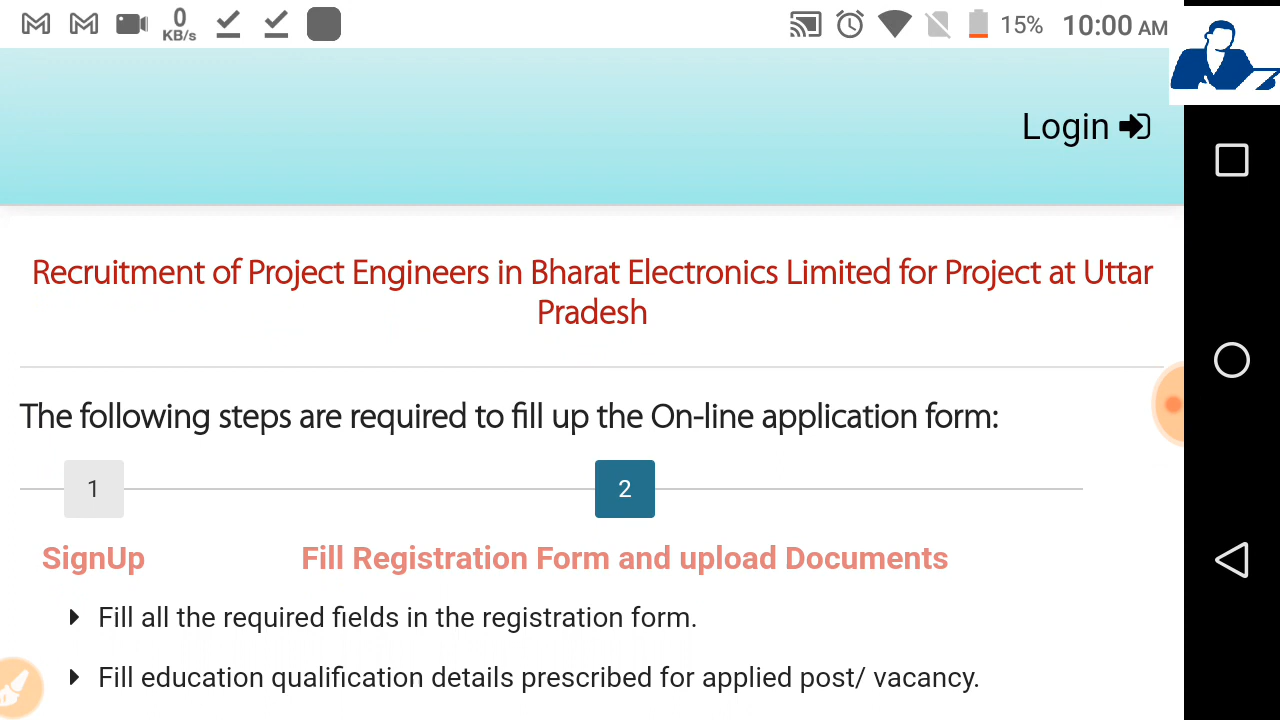 0
KB/s
15%
10:00 AM
Login
Recruitment of Project Engineers in Bharat Electronics Limited for Project at Uttar
Pradesh
The following steps are required to fill up the On-line application form:
1
2
SignUp
Fill Registration Form and upload Documents
Fill all the required fields in the registration form.
Fill education qualification details prescribed for applied post/ vacancy.